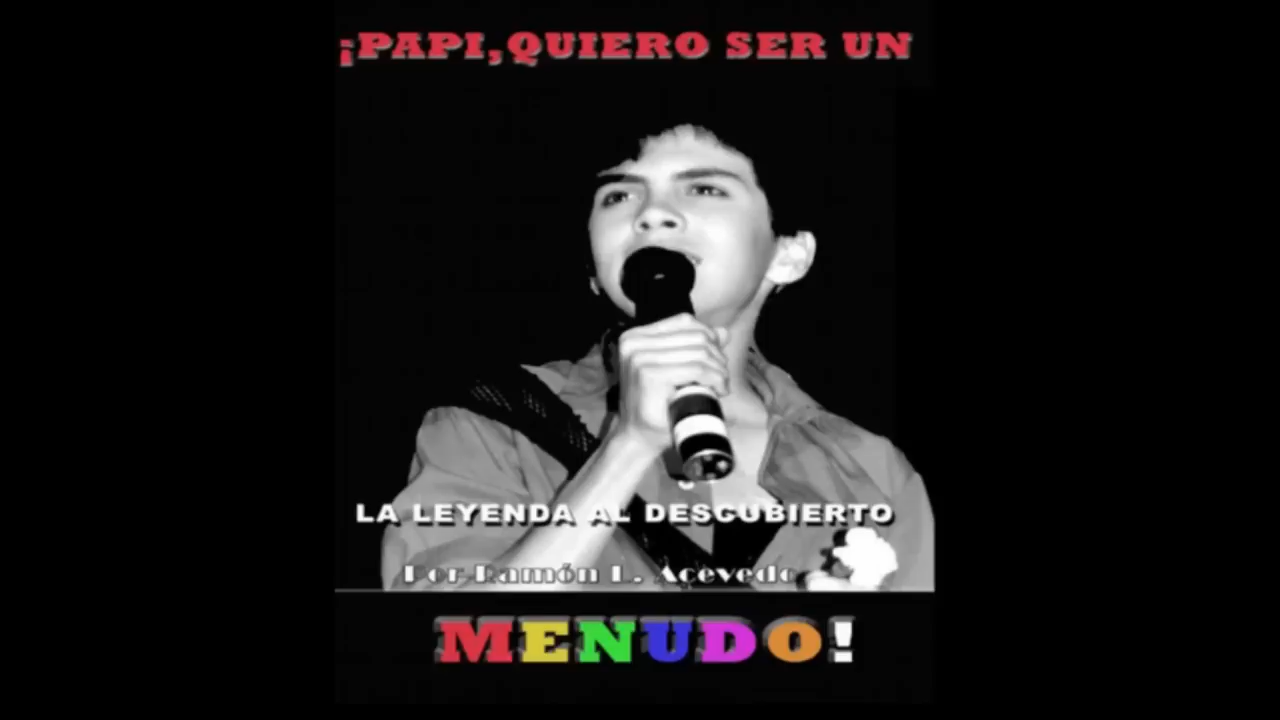 ¡PAPI,QUIERO SER UN
LA LEYENDA AL DESCUBIERTO
Por Ramón L. Acevedo
MENUDO!